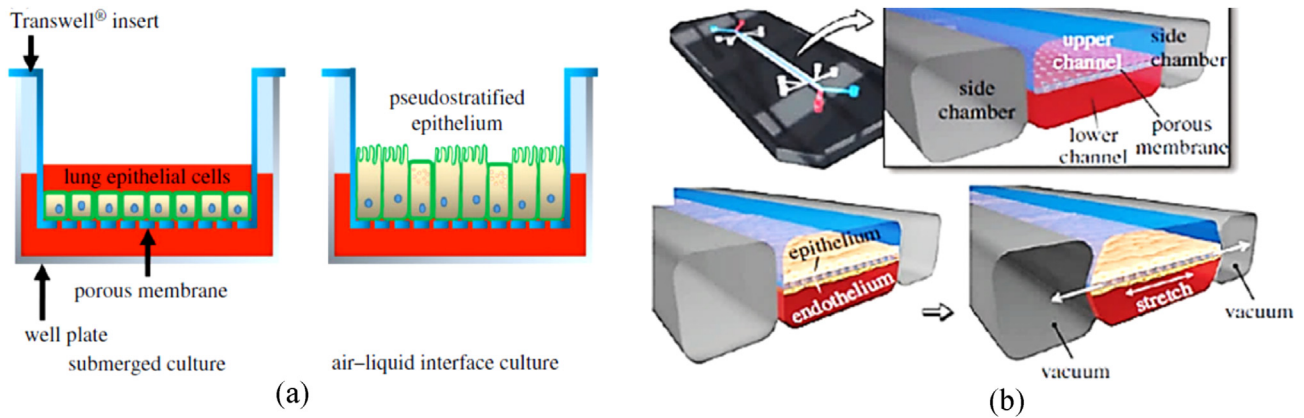 Transwell® insert
lung epithelial cells
porous membrane
well plate
submerged culture
pseudostratified
epithelium
air–liquid interface culture
(a)
upper
channel
side
chamber
side
chamber
lower
channel
porous
membrane
epithelium
endothelium
stretch
vacuum
vacuum
(b)